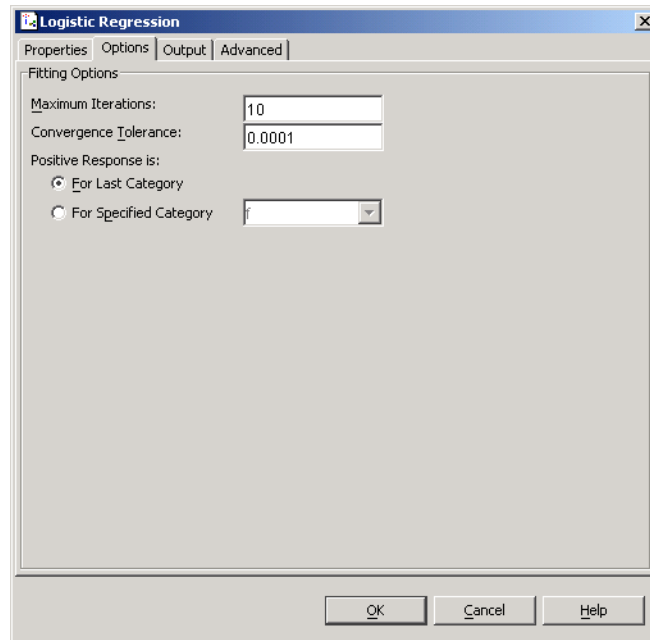 Logistic Regression
Properties Options Output Advanced
Fitting Options
Maximum Iterations: 10
Convergence Tolerance: 0.0001
Positive Response is:
For Last Category
For Specified Category f
OK Cancel Help